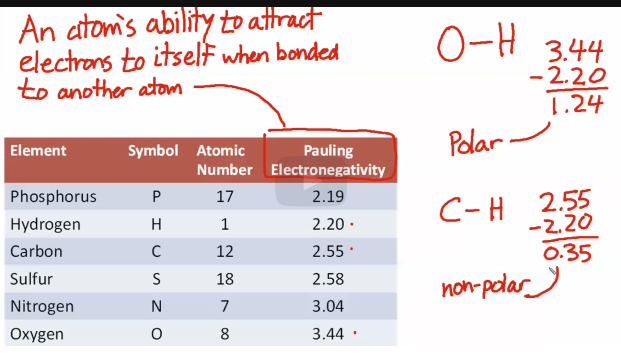 An atom's ability to attract
electrons to itself when bonded
to another atom
Element Symbol Atomic Number Pauling Electronegativity
Phosphorus P 17 2.19
Hydrogen H 1 2.20
Carbon C 12 2.55
Sulfur S 18 2.58
Nitrogen N 7 3.04
Oxygen O 8 3.44
O-H 3.44
-2.20
1.24
Polar
C-H 2.55
-2.20
0.35
non-polar